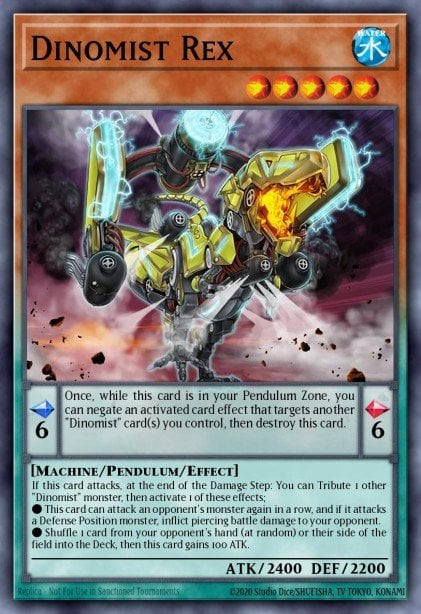 DINOMIST REX
WATER
水
Once, while this card is in your Pendulum Zone, you
can negate an activated card effect that targets another
"Dinomist" card(s) you control, then destroy this card.
6
6
[MACHINE/PENDULUM/EFFECT]
If this card attacks, at the end of the Damage Step: You can Tribute 1 other
"Dinomist" monster, then activate 1 of these effects;
● This card can attack an opponent's monster again in a row, and if it attacks
a Defense Position monster, inflict piercing battle damage to your opponent.
● Shuffle 1 card from your opponent's hand (at random) or their side of the
field into the Deck, then this card gains 100 ATK.
ATK/2400 DEF/2200
Replica - Not For Use in Sanctioned Tournaments
©2020 Studio Dice/SHUEISHA, TV TOKYO, KONAMI